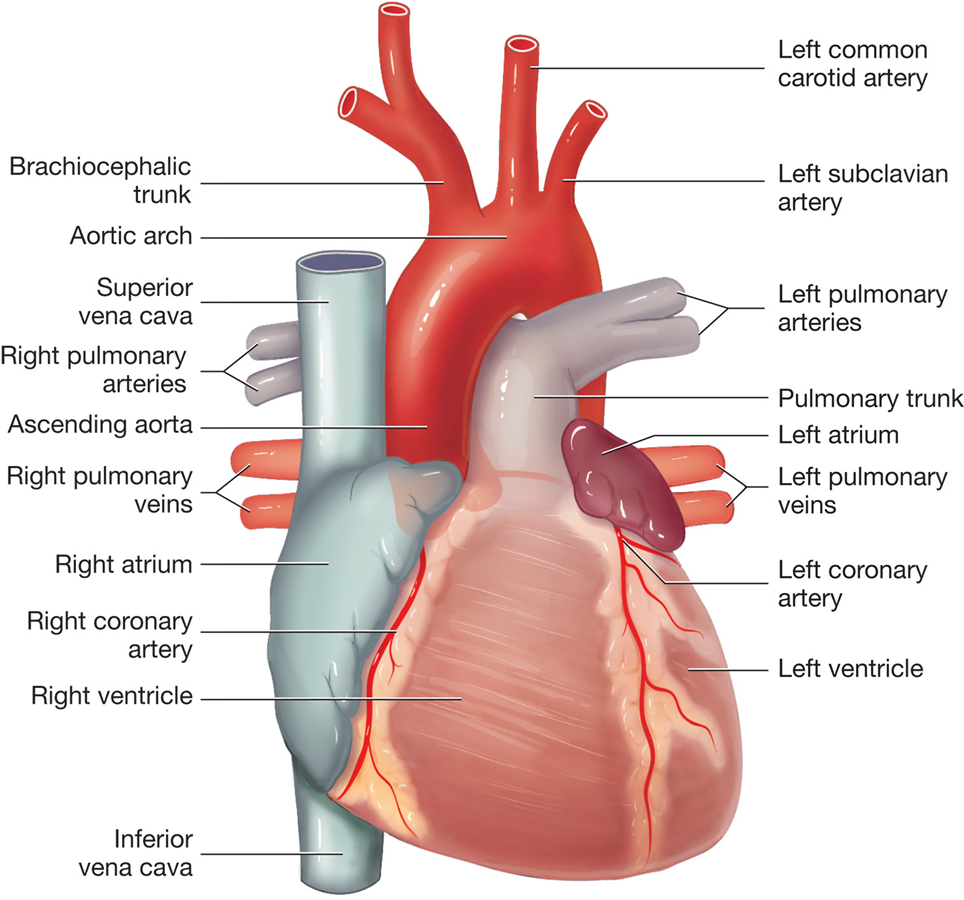 Brachiocephalic
trunk
Aortic arch
Superior
vena cava
Right pulmonary
arteries
Ascending aorta
Right pulmonary
veins
Right atrium
Right coronary
artery
Right ventricle
Inferior
vena cava
Left common
carotid artery
Left subclavian
artery
Left pulmonary
arteries
Pulmonary trunk
Left atrium
Left pulmonary
veins
Left coronary
artery
Left ventricle